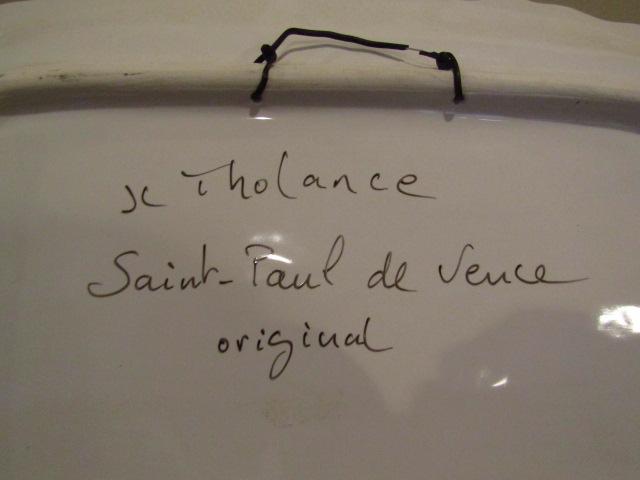 JC Tholance
Saint-Paul de Vence
original